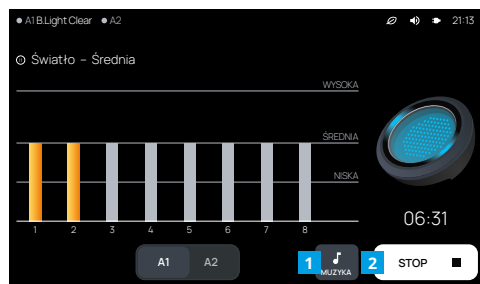 A1 B.Light Clear A2 21:13
Światło – Średnia
WYSOKA
ŚREDNIA
NISKA
1 2 3 4 5 6 7 8
06:31
A1 A2 1 MUZYKA 2 STOP